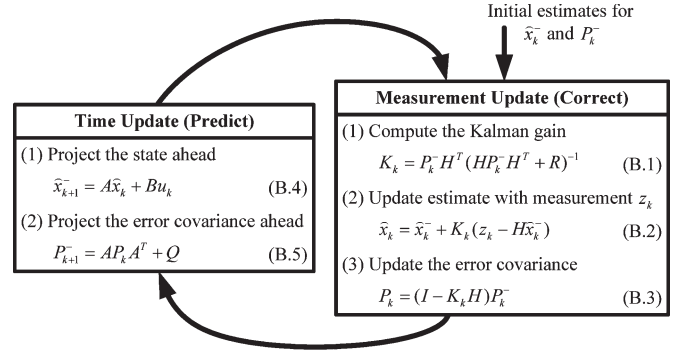 Initial estimates for
x̂ₖ⁻ and Pₖ⁻
Time Update (Predict)
(1) Project the state ahead
x̂ₖ₊₁⁻ = Ax̂ₖ + Buₖ (B.4)
(2) Project the error covariance ahead
Pₖ₊₁⁻ = APₖAᵀ + Q (B.5)
Measurement Update (Correct)
(1) Compute the Kalman gain
Kₖ = Pₖ⁻Hᵀ(HPₖ⁻Hᵀ + R)⁻¹ (B.1)
(2) Update estimate with measurement zₖ
x̂ₖ = x̂ₖ⁻ + Kₖ(zₖ − Hx̂ₖ⁻) (B.2)
(3) Update the error covariance
Pₖ = (I − KₖH)Pₖ⁻ (B.3)